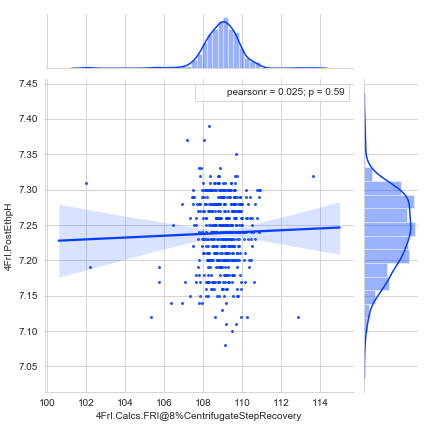 pearsonr = 0.025; p = 0.59
7.45
7.40
7.35
7.30
7.25
7.20
7.15
7.10
7.05
4FrI.PostEthpH
100 102 104 106 108 110 112 114
4FrI.Calcs.FRI@8%CentrifugateStepRecovery